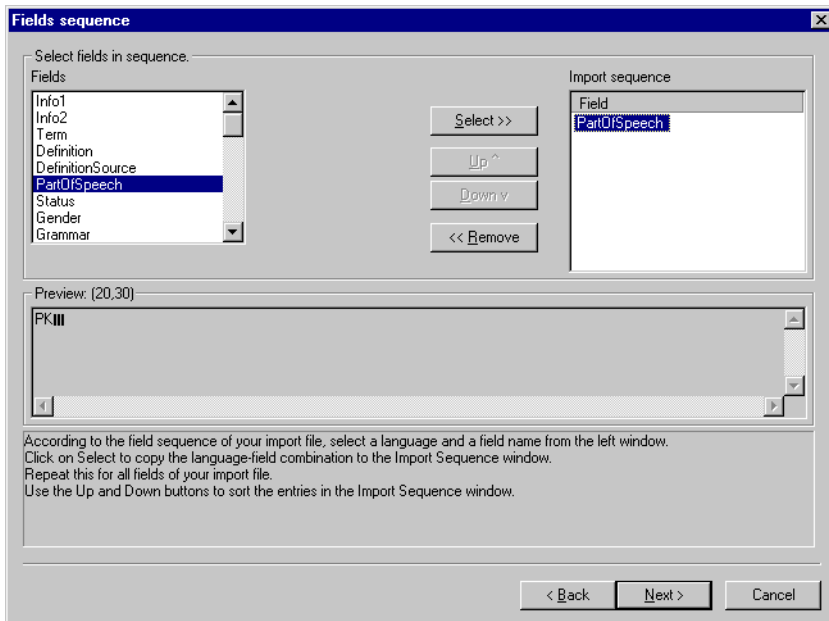 Fields sequence
Select fields in sequence.
Fields
Info1
Info2
Term
Definition
DefinitionSource
PartOfSpeech
Status
Gender
Grammar
Select >>
Up ^
Down v
<< Remove
Import sequence
Field
PartOfSpeech
Preview: (20,30)
PK
According to the field sequence of your import file, select a language and a field name from the left window.
Click on Select to copy the language-field combination to the Import Sequence window.
Repeat this for all fields of your import file.
Use the Up and Down buttons to sort the entries in the Import Sequence window.
< Back
Next >
Cancel